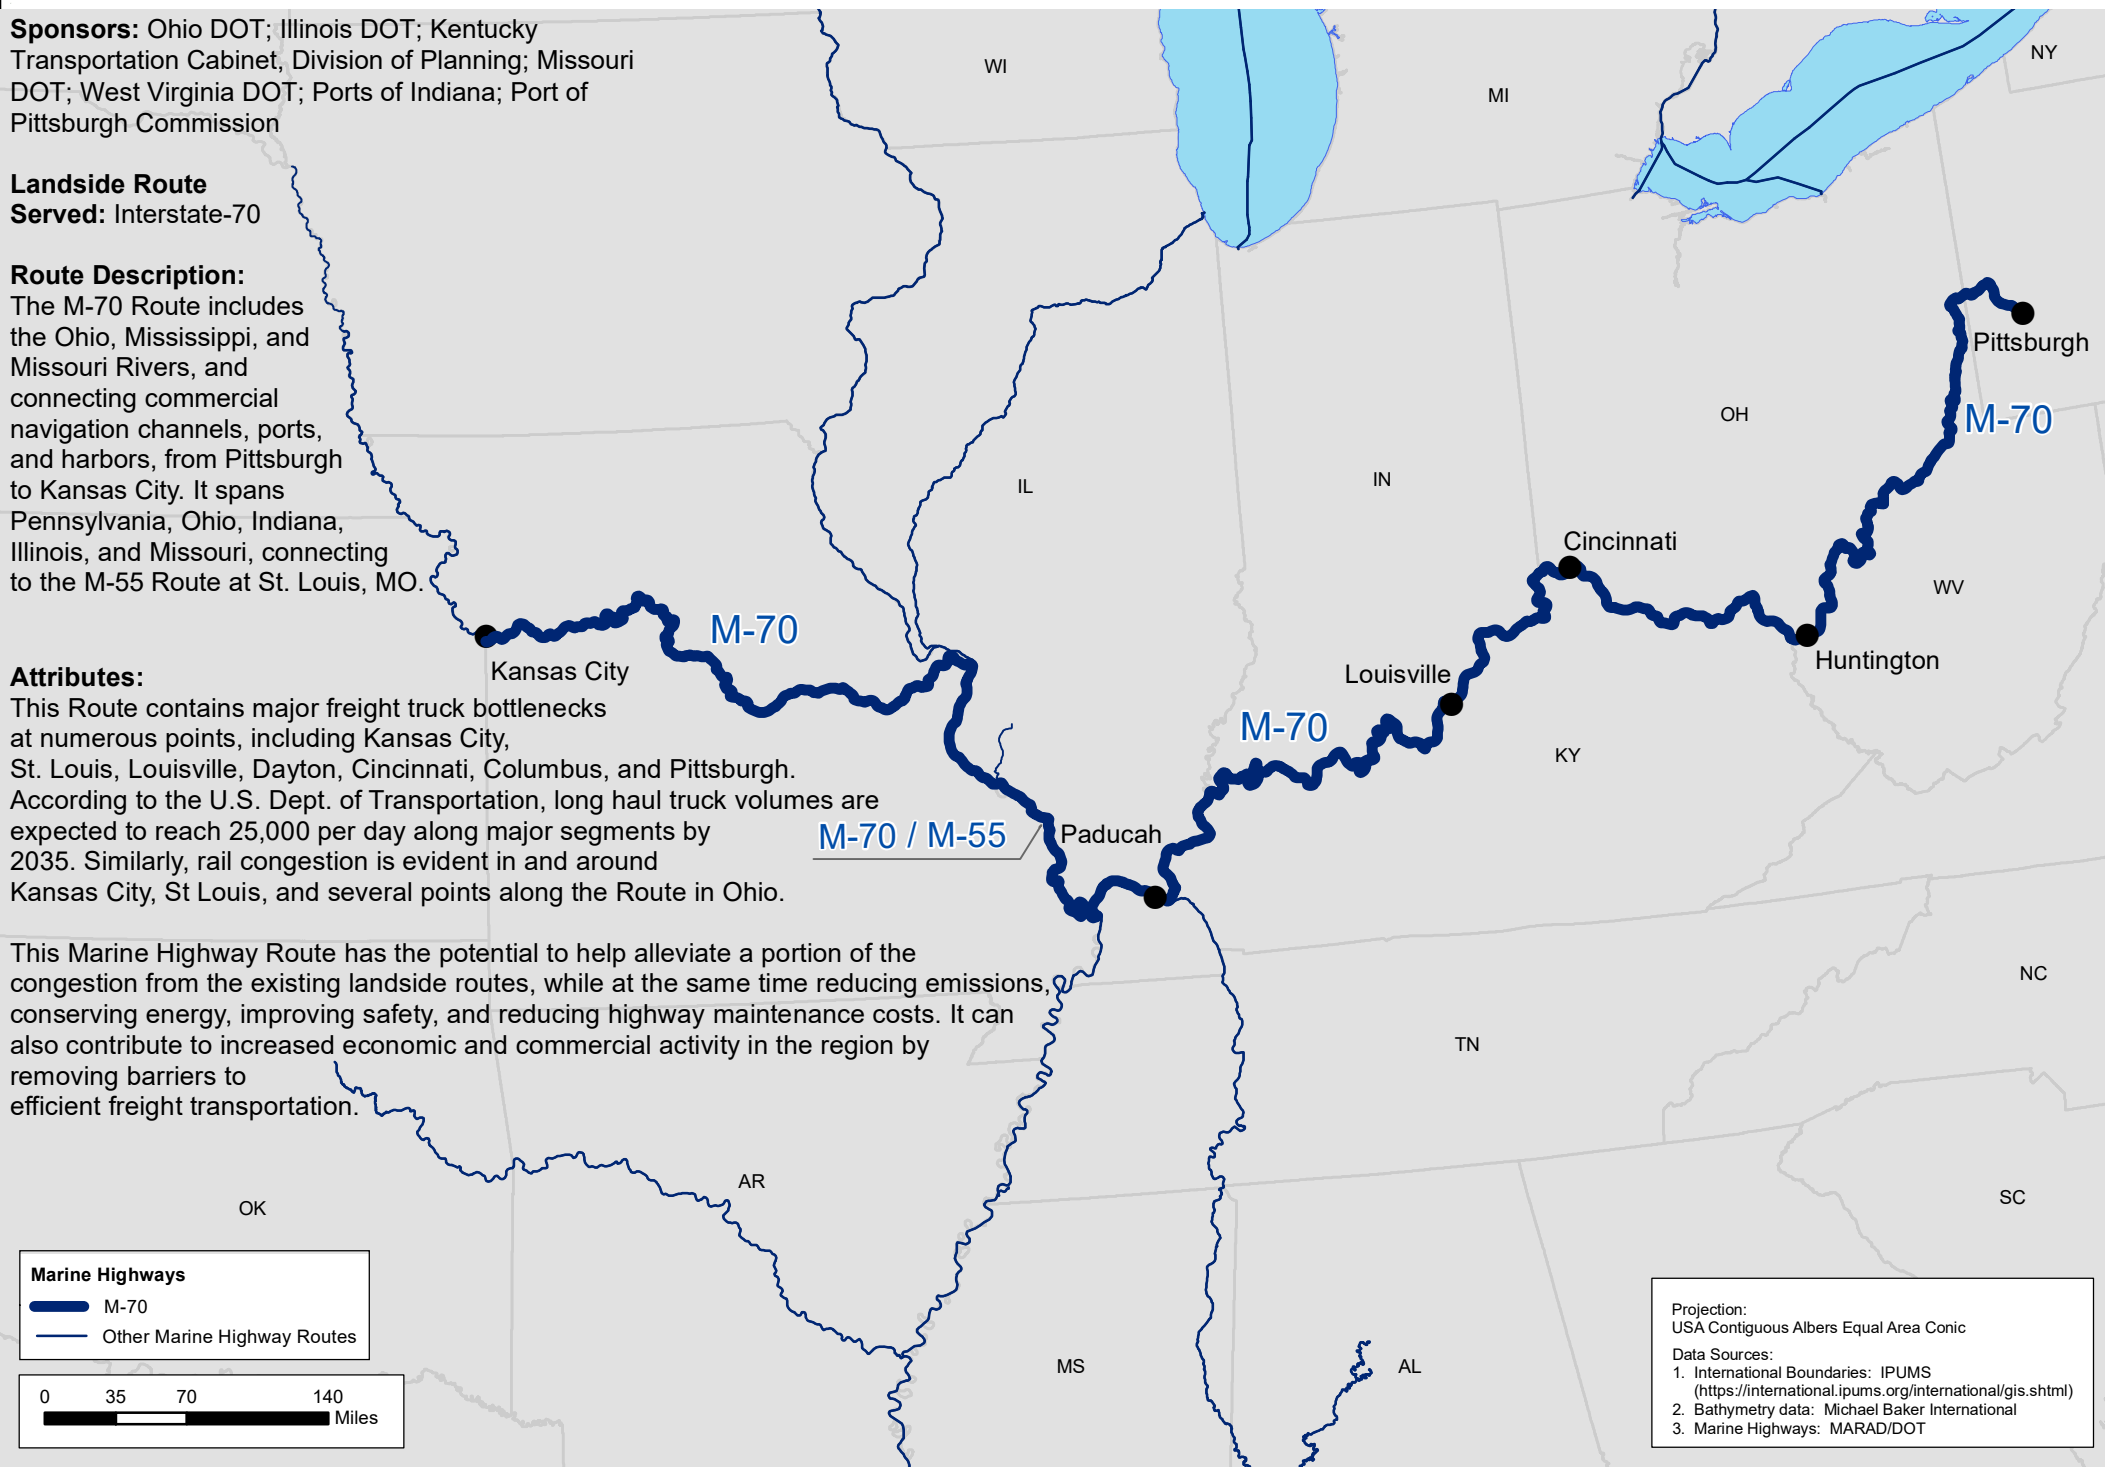 Sponsors: Ohio DOT; Illinois DOT; Kentucky
Transportation Cabinet, Division of Planning; Missouri
DOT; West Virginia DOT; Ports of Indiana; Port of
Pittsburgh Commission
Landside Route
Served: Interstate-70
Route Description:
The M-70 Route includes
the Ohio, Mississippi, and
Missouri Rivers, and
connecting commercial
navigation channels, ports,
and harbors, from Pittsburgh
to Kansas City. It spans
Pennsylvania, Ohio, Indiana,
Illinois, and Missouri, connecting
to the M-55 Route at St. Louis, MO.
Attributes:
This Route contains major freight truck bottlenecks
at numerous points, including Kansas City,
St. Louis, Louisville, Dayton, Cincinnati, Columbus, and Pittsburgh.
According to the U.S. Dept. of Transportation, long haul truck volumes are
expected to reach 25,000 per day along major segments by
2035. Similarly, rail congestion is evident in and around
Kansas City, St Louis, and several points along the Route in Ohio.
This Marine Highway Route has the potential to help alleviate a portion of the
congestion from the existing landside routes, while at the same time reducing emissions,
conserving energy, improving safety, and reducing highway maintenance costs. It can
also contribute to increased economic and commercial activity in the region by
removing barriers to
efficient freight transportation.
WI
MI
NY
Pittsburgh
M-70
OH
IL
IN
Cincinnati
WV
M-70
Huntington
Kansas City
Louisville
M-70
KY
M-70 / M-55
Paducah
NC
TN
AR
OK
SC
MS
AL
Marine Highways
M-70
Other Marine Highway Routes
0 35 70 140
Miles
Projection:
USA Contiguous Albers Equal Area Conic
Data Sources:
1. International Boundaries: IPUMS
(https://international.ipums.org/international/gis.shtml)
2. Bathymetry data: Michael Baker International
3. Marine Highways: MARAD/DOT